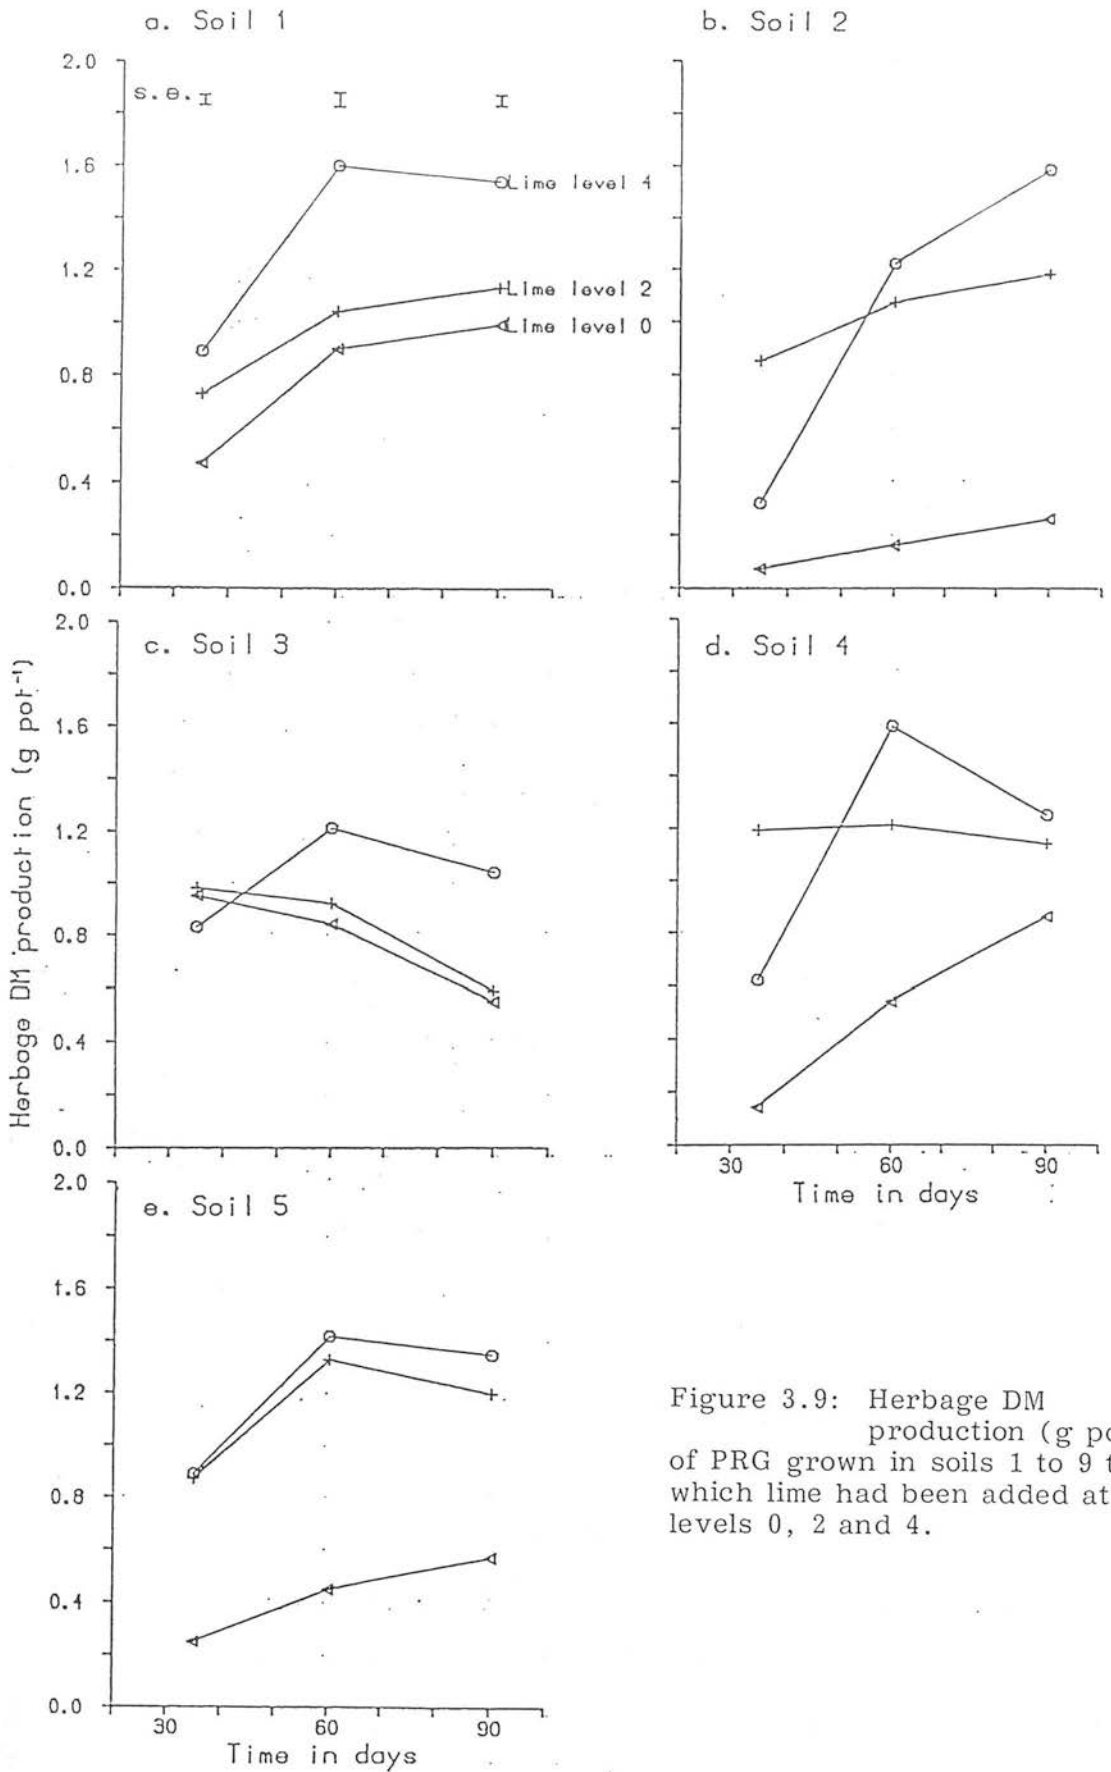 a. Soil 1
b. Soil 2
2.0
s.e.
1.6
Lime level 4
1.2
Lime level 2
Lime level 0
0.8
0.4
0.0
2.0
c. Soil 3
d. Soil 4
1.6
1.2
0.8
0.4
0.0
Herbage DM production (g pot⁻¹)
30
60
90
Time in days
2.0
e. Soil 5
1.6
1.2
0.8
0.4
0.0
30
60
90
Time in days
Figure 3.9: Herbage DM
production (g po
of PRG grown in soils 1 to 9 t
which lime had been added at
levels 0, 2 and 4.